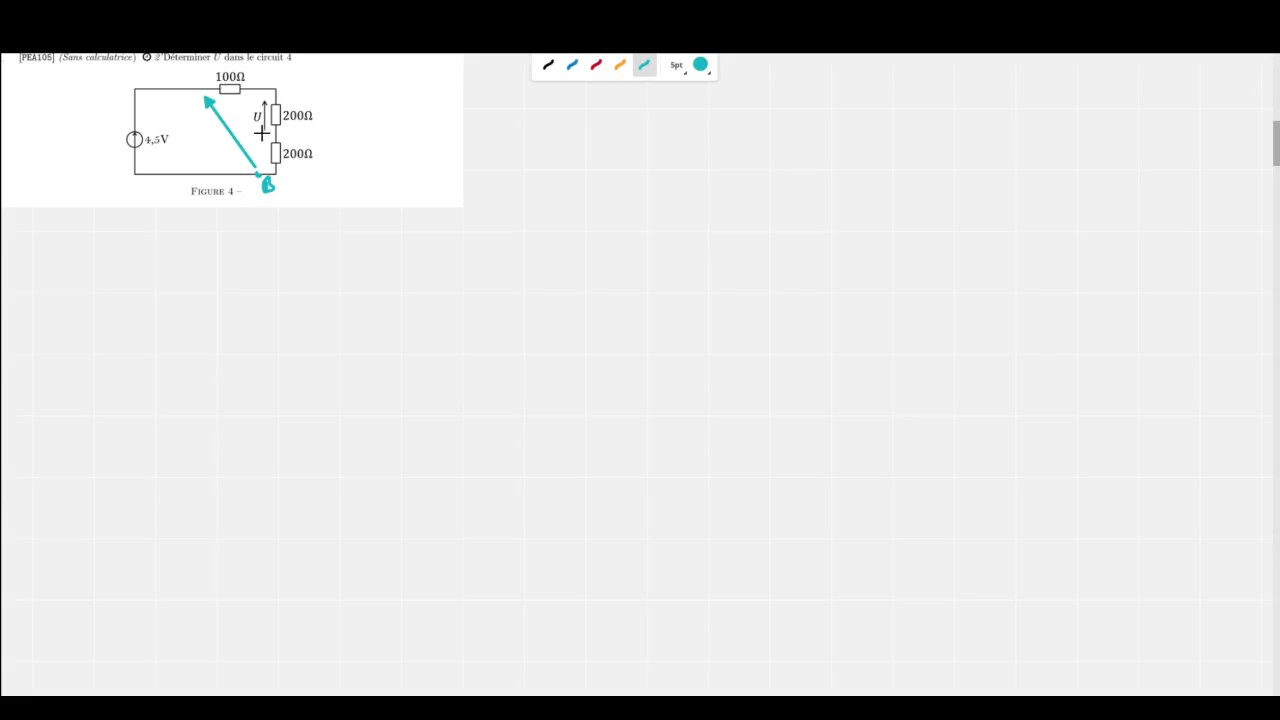 [PEA105] (Sans calculatrice) 2 Déterminer U dans le circuit 4
100Ω
U
200Ω
4,5V
200Ω
FIGURE 4 –
5pt